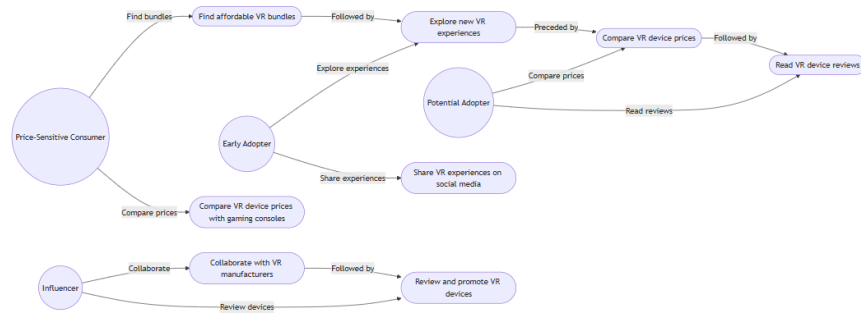 Find bundles
Find affordable VR bundles
Followed by
Explore new VR
experiences
Preceded by
Compare VR device prices
Followed by
Read VR device reviews
Explore experiences
Compare prices
Potential Adopter
Read reviews
Price-Sensitive Consumer
Early Adopter
Share experiences
Share VR experiences on
social media
Compare prices
Compare VR device prices
with gaming consoles
Influencer
Collaborate
Collaborate with VR
manufacturers
Followed by
Review and promote VR
devices
Review devices